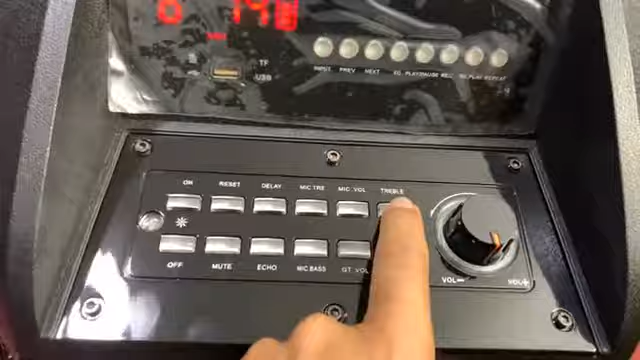 TF
USB
INPUT PREV NEXT EQ PLAY/PAUSE REC RE.PLAY REPEAT
ON RESET DELAY MIC TRE MIC .VOL TREBLE
OFF MUTE ECHO MIC BASS GT VOL
VOL- VOL+